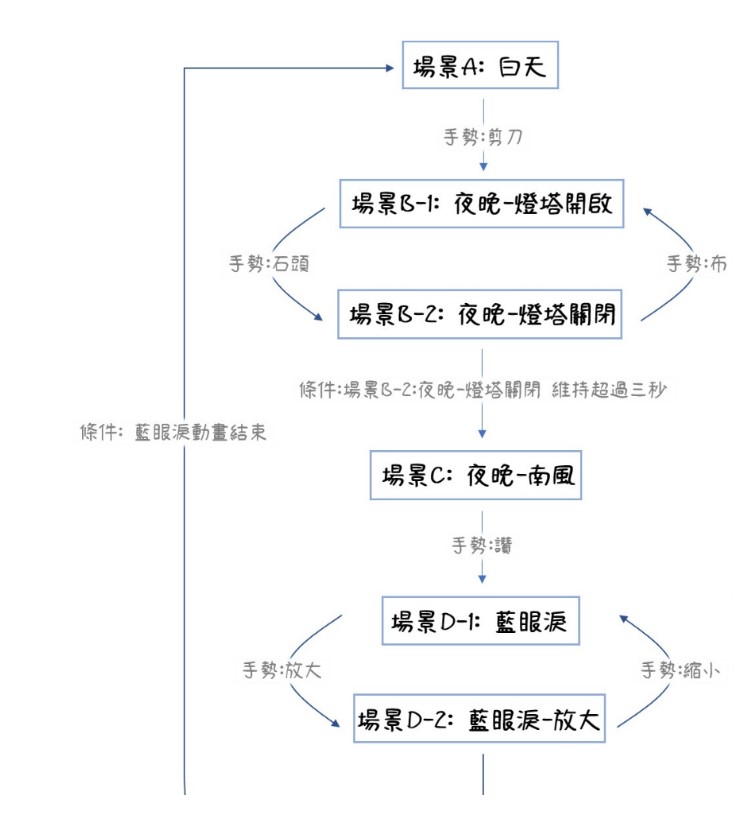 場景A: 白天
手勢:剪刀
場景B-1: 夜晚-燈塔開啟
手勢:石頭
手勢:布
場景B-2: 夜晚-燈塔關閉
條件:場景B-2:夜晚-燈塔關閉 維持超過三秒
條件: 藍眼淚動畫結束
場景C: 夜晚-南風
手勢:讚
場景D-1: 藍眼淚
手勢:放大
手勢:縮小
場景D-2: 藍眼淚-放大